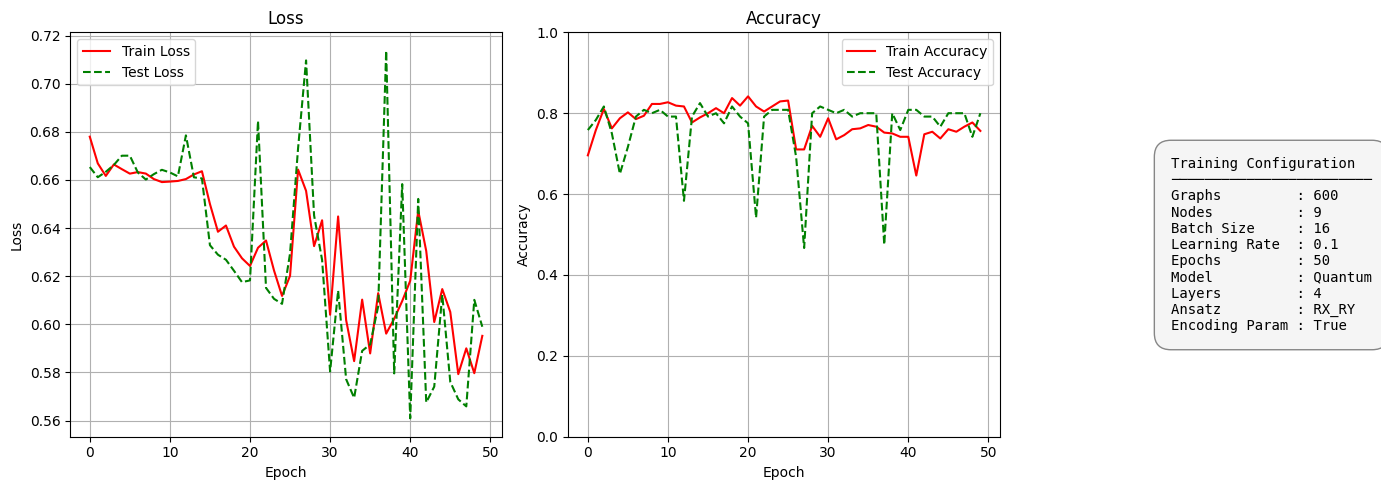 Loss
0.72
0.70
0.68
0.66
0.64
0.62
0.60
0.58
0.56
Loss
Train Loss
Test Loss
0 10 20 30 40 50
Epoch
Accuracy
1.0
0.8
0.6
0.4
0.2
0.0
Accuracy
Train Accuracy
Test Accuracy
0 10 20 30 40 50
Epoch
Training Configuration
Graphs : 600
Nodes : 9
Batch Size : 16
Learning Rate : 0.1
Epochs : 50
Model : Quantum
Layers : 4
Ansatz : RX_RY
Encoding Param : True